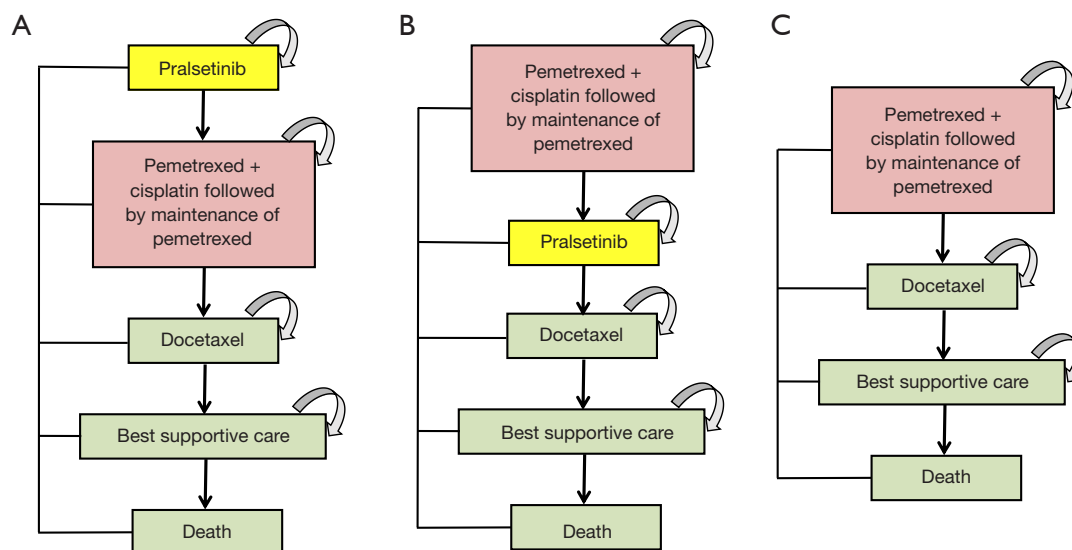 A
Pralsetinib
Pemetrexed +
cisplatin followed
by maintenance of
pemetrexed
Docetaxel
Best supportive care
Death
B
Pemetrexed +
cisplatin followed
by maintenance of
pemetrexed
Pralsetinib
Docetaxel
Best supportive care
Death
C
Pemetrexed +
cisplatin followed
by maintenance of
pemetrexed
Docetaxel
Best supportive care
Death